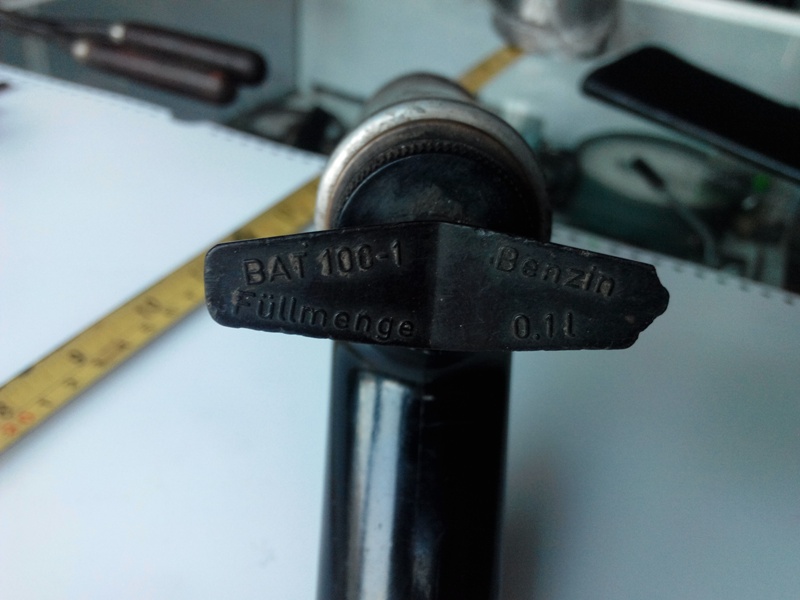 BAT 100-1
Füllmenge
Benzin
0,1 l